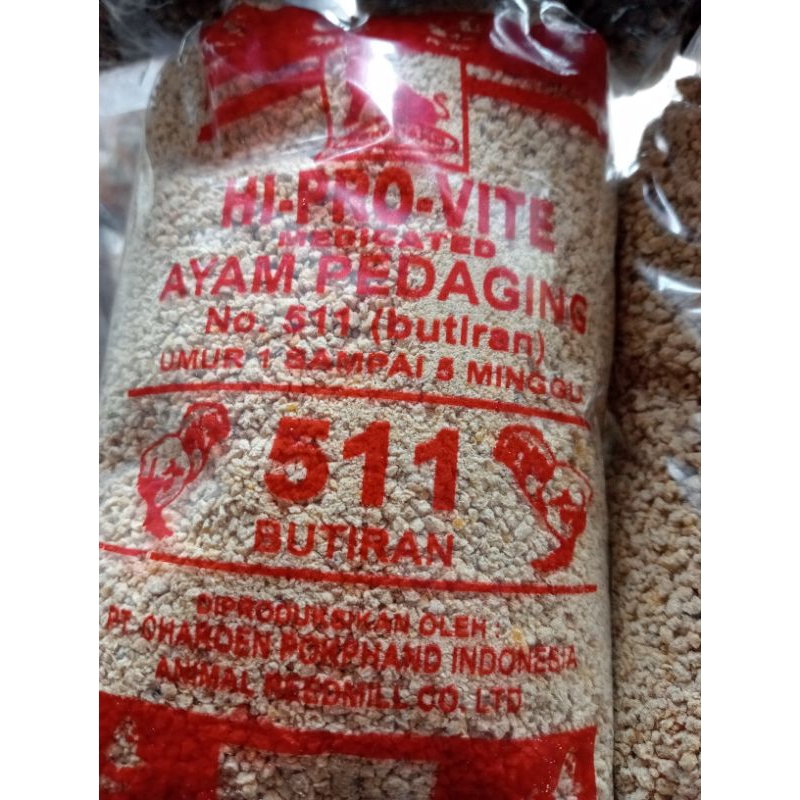 HI-PRO-VITE
MEDICATED
AYAM PEDAGING
No. 511 (butiran)
UMUR 1 SAMPAI 5 MINGGU
511
BUTIRAN
DIPRODUKSIKAN OLEH :
PT. CHAROEN POKPHAND INDONESIA
ANIMAL FEEDMILL CO. LTD